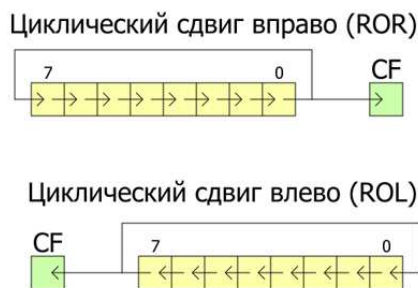 Циклический сдвиг вправо (ROR)
7 0 CF
Циклический сдвиг влево (ROL)
CF 7 0